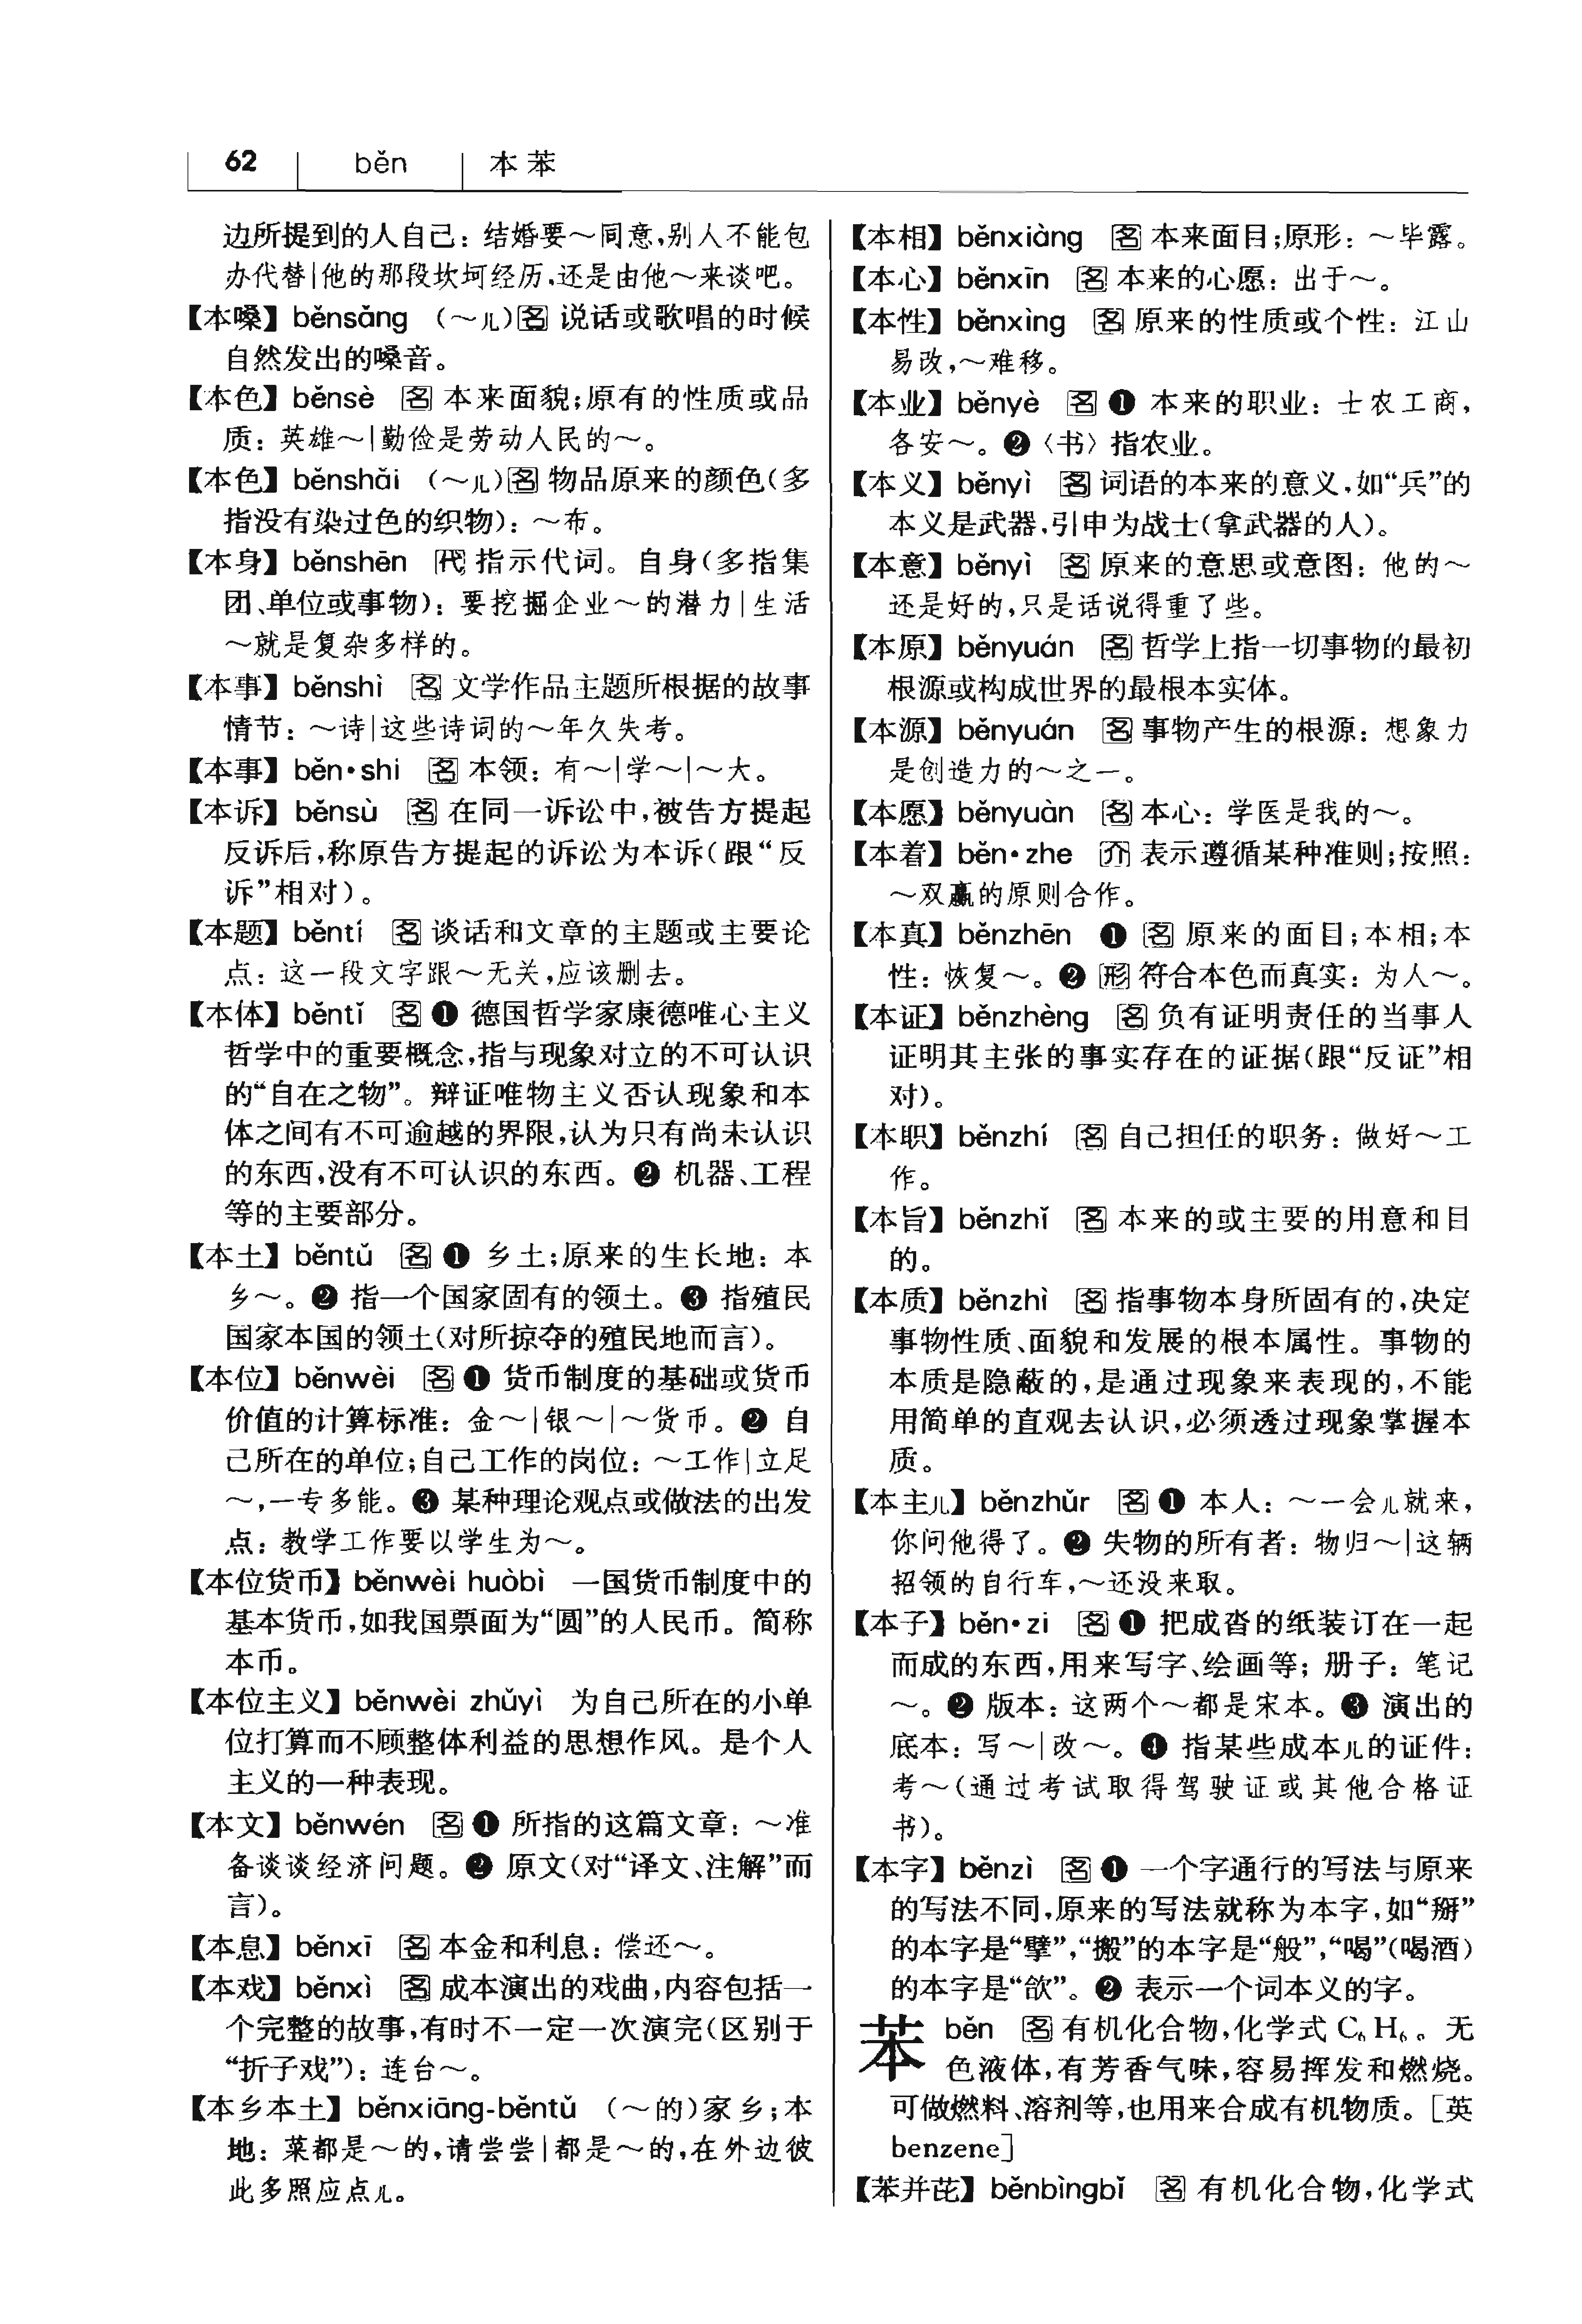 62 běn 本 苯
边所提到的人自己：结婚要～同意，别人不能包
办代替|他的那段坎坷经历，还是由他～来谈吧。
【本嗓】běnsǎng （～儿）名 说话或歌唱的时候
自然发出的嗓音。
【本色】běnsè 名 本来面貌；原有的性质或品
质：英雄～|勤俭是劳动人民的～。
【本色】běnshǎi （～儿）名 物品原来的颜色（多
指没有染过色的织物）：～布。
【本身】běnshēn 代 指示代词。自身（多指集
团、单位或事物）：要挖掘企业～的潜力|生活
～就是复杂多样的。
【本事】běnshì 名 文学作品主题所根据的故事
情节：～诗|这些诗词的～年久失考。
【本事】běn•shi 名 本领：有～|学～|～大。
【本诉】běnsù 名 在同一诉讼中，被告方提起
反诉后，称原告方提起的诉讼为本诉（跟“反
诉”相对）。
【本题】běntí 名 谈话和文章的主题或主要论
点：这一段文字跟～无关，应该删去。
【本体】běntǐ 名 ❶ 德国哲学家康德唯心主义
哲学中的重要概念，指与现象对立的不可认识
的“自在之物”。辩证唯物主义否认现象和本
体之间有不可逾越的界限，认为只有尚未认识
的东西，没有不可认识的东西。❷ 机器、工程
等的主要部分。
【本土】běntǔ 名 ❶ 乡土；原来的生长地：本
乡～。❷ 指一个国家固有的领土。❸ 指殖民
国家本国的领土（对所掠夺的殖民地而言）。
【本位】běnwèi 名 ❶ 货币制度的基础或货币
价值的计算标准：金～|银～|～货币。❷ 自
己所在的单位；自己工作的岗位：～工作|立足
～，一专多能。❸ 某种理论观点或做法的出发
点：教学工作要以学生为～。
【本位货币】běnwèi huòbì 一国货币制度中的
基本货币，如我国票面为“圆”的人民币。简称
本币。
【本位主义】běnwèi zhǔyì 为自己所在的小单
位打算而不顾整体利益的思想作风。是个人
主义的一种表现。
【本文】běnwén 名 ❶ 所指的这篇文章：～准
备谈谈经济问题。❷ 原文（对“译文、注解”而
言）。
【本息】běnxī 名 本金和利息：偿还～。
【本戏】běnxì 名 成本演出的戏曲，内容包括一
个完整的故事，有时不一定一次演完（区别于
“折子戏”）：连台～。
【本乡本土】běnxiāng-běntǔ （～的）家乡；本
地：菜都是～的，请尝尝|都是～的，在外边彼
此多照应点儿。
【本相】běnxiàng 名 本来面目；原形：～毕露。
【本心】běnxīn 名 本来的心愿：出于～。
【本性】běnxìng 名 原来的性质或个性：江山
易改，～难移。
【本业】běnyè 名 ❶ 本来的职业：士农工商，
各安～。❷〈书〉指农业。
【本义】běnyì 名 词语的本来的意义，如“兵”的
本义是武器，引申为战士（拿武器的人）。
【本意】běnyì 名 原来的意思或意图：他的～
还是好的，只是话说得重了些。
【本原】běnyuán 名 哲学上指一切事物的最初
根源或构成世界的最根本实体。
【本源】běnyuán 名 事物产生的根源：想象力
是创造力的～之一。
【本愿】běnyuàn 名 本心：学医是我的～。
【本着】běn•zhe 介 表示遵循某种准则；按照：
～双赢的原则合作。
【本真】běnzhēn ❶ 名 原来的面目；本相；本
性：恢复～。❷ 形 符合本色而真实：为人～。
【本证】běnzhèng 名 负有证明责任的当事人
证明其主张的事实存在的证据（跟“反证”相
对）。
【本职】běnzhí 名 自己担任的职务：做好～工
作。
【本旨】běnzhǐ 名 本来的或主要的用意和目
的。
【本质】běnzhì 名 指事物本身所固有的，决定
事物性质、面貌和发展的根本属性。事物的
本质是隐蔽的，是通过现象来表现的，不能
用简单的直观去认识，必须透过现象掌握本
质。
【本主儿】běnzhǔr 名 ❶ 本人：～一会儿就来，
你问他得了。❷ 失物的所有者：物归～|这辆
招领的自行车，～还没来取。
【本子】běn•zi 名 ❶ 把成沓的纸装订在一起
而成的东西，用来写字、绘画等；册子：笔记
～。❷ 版本：这两个～都是宋本。❸ 演出的
底本：写～|改～。❹ 指某些成本儿的证件：
考～（通过考试取得驾驶证或其他合格证
书）。
【本字】běnzì 名 ❶ 一个字通行的写法与原来
的写法不同，原来的写法就称为本字，如“掰”
的本字是“擘”，“搬”的本字是“般”，“喝”（喝酒）
的本字是“欱”。❷ 表示一个词本义的字。
苯 běn 名 有机化合物，化学式 C₆H₆。无
色液体，有芳香气味，容易挥发和燃烧。
可做燃料、溶剂等，也用来合成有机物质。［英
benzene］
【苯并芘】běnbìngbǐ 名 有机化合物，化学式